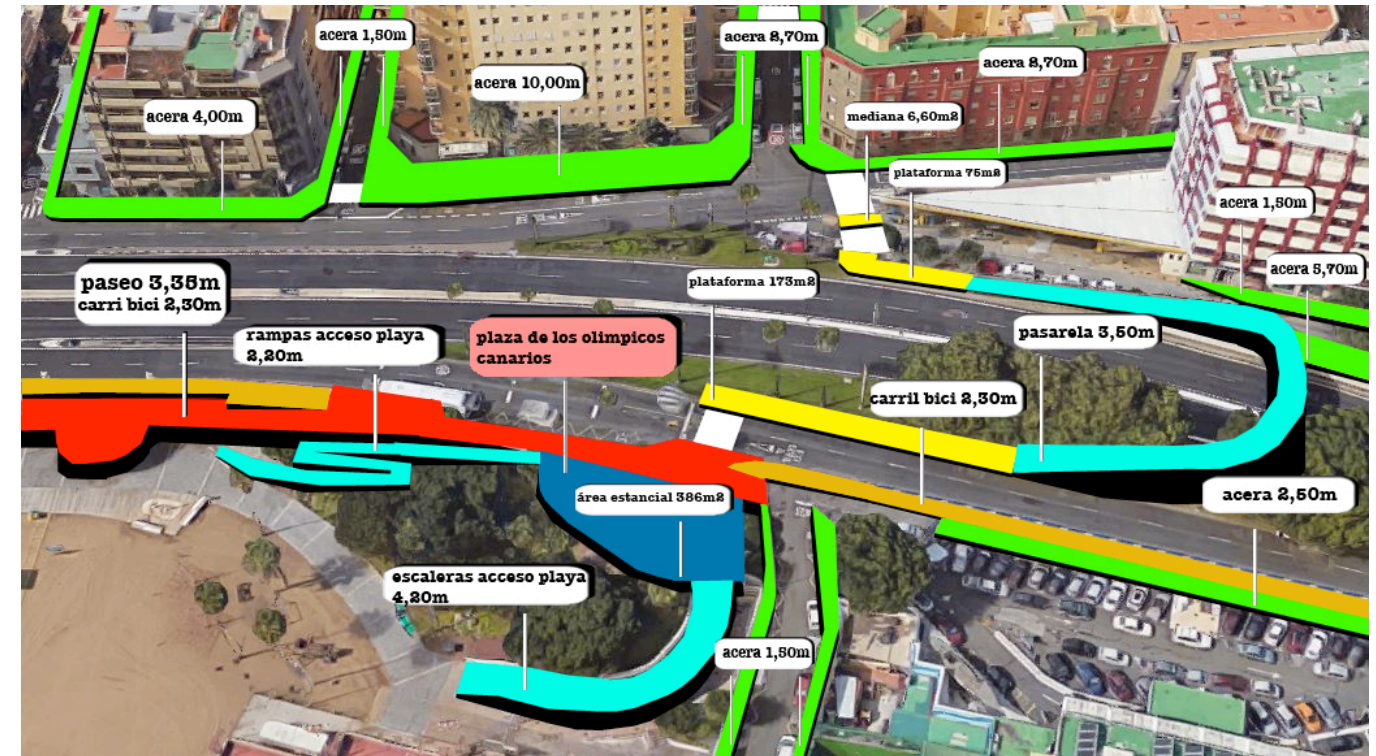 acera 1,50m
acera 8,70m
acera 8,70m
acera 10,00m
acera 4,00m
mediana 6,60m2
plataforma 75m2
acera 1,50m
acera 5,70m
paseo 3,35m
carri bici 2,30m
plataforma 173m2
rampas acceso playa
2,20m
plaza de los olimpicos
canarios
pasarela 3,50m
carril bici 2,30m
área estancial 386m2
acera 2,50m
escaleras acceso playa
4,20m
acera 1,50m